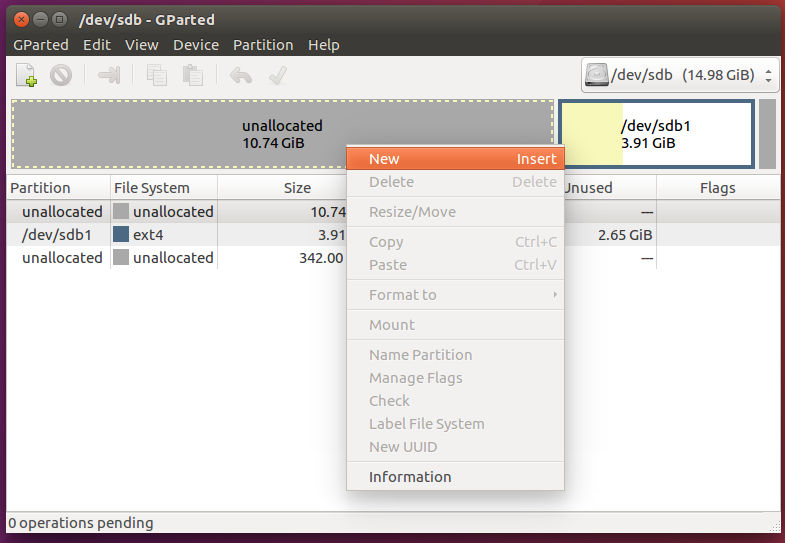 /dev/sdb - GParted
GParted Edit View Device Partition Help
/dev/sdb (14.98 GiB)
unallocated
10.74 GiB
/dev/sdb1
3.91 GiB
Partition File System Size Unused Flags
unallocated unallocated 10.74 ---
/dev/sdb1 ext4 3.91 2.65 GiB
unallocated unallocated 342.00 ---
New Insert
Delete Delete
Resize/Move
Copy Ctrl+C
Paste Ctrl+V
Format to
Mount
Name Partition
Manage Flags
Check
Label File System
New UUID
Information
0 operations pending